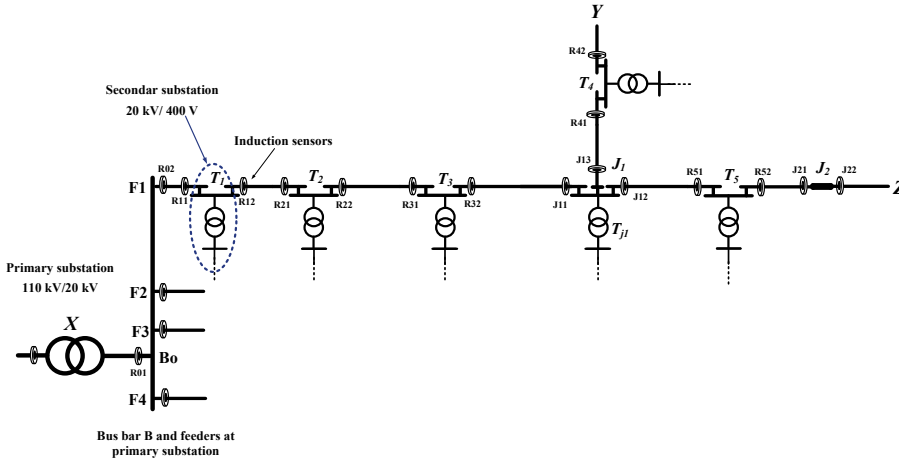 Y
R42
T4
R41
Secondar substation
20 kV/ 400 V
Induction sensors
J13
J1
R02
F1
T1
T2
T3
R51
T5
R52
J21
J2
J22
Z
R11
R12
R21
R22
R31
R32
J11
J12
Tj1
Primary substation
110 kV/20 kV
F2
X
F3
Bo
R01
F4
Bus bar B and feeders at
primary substation